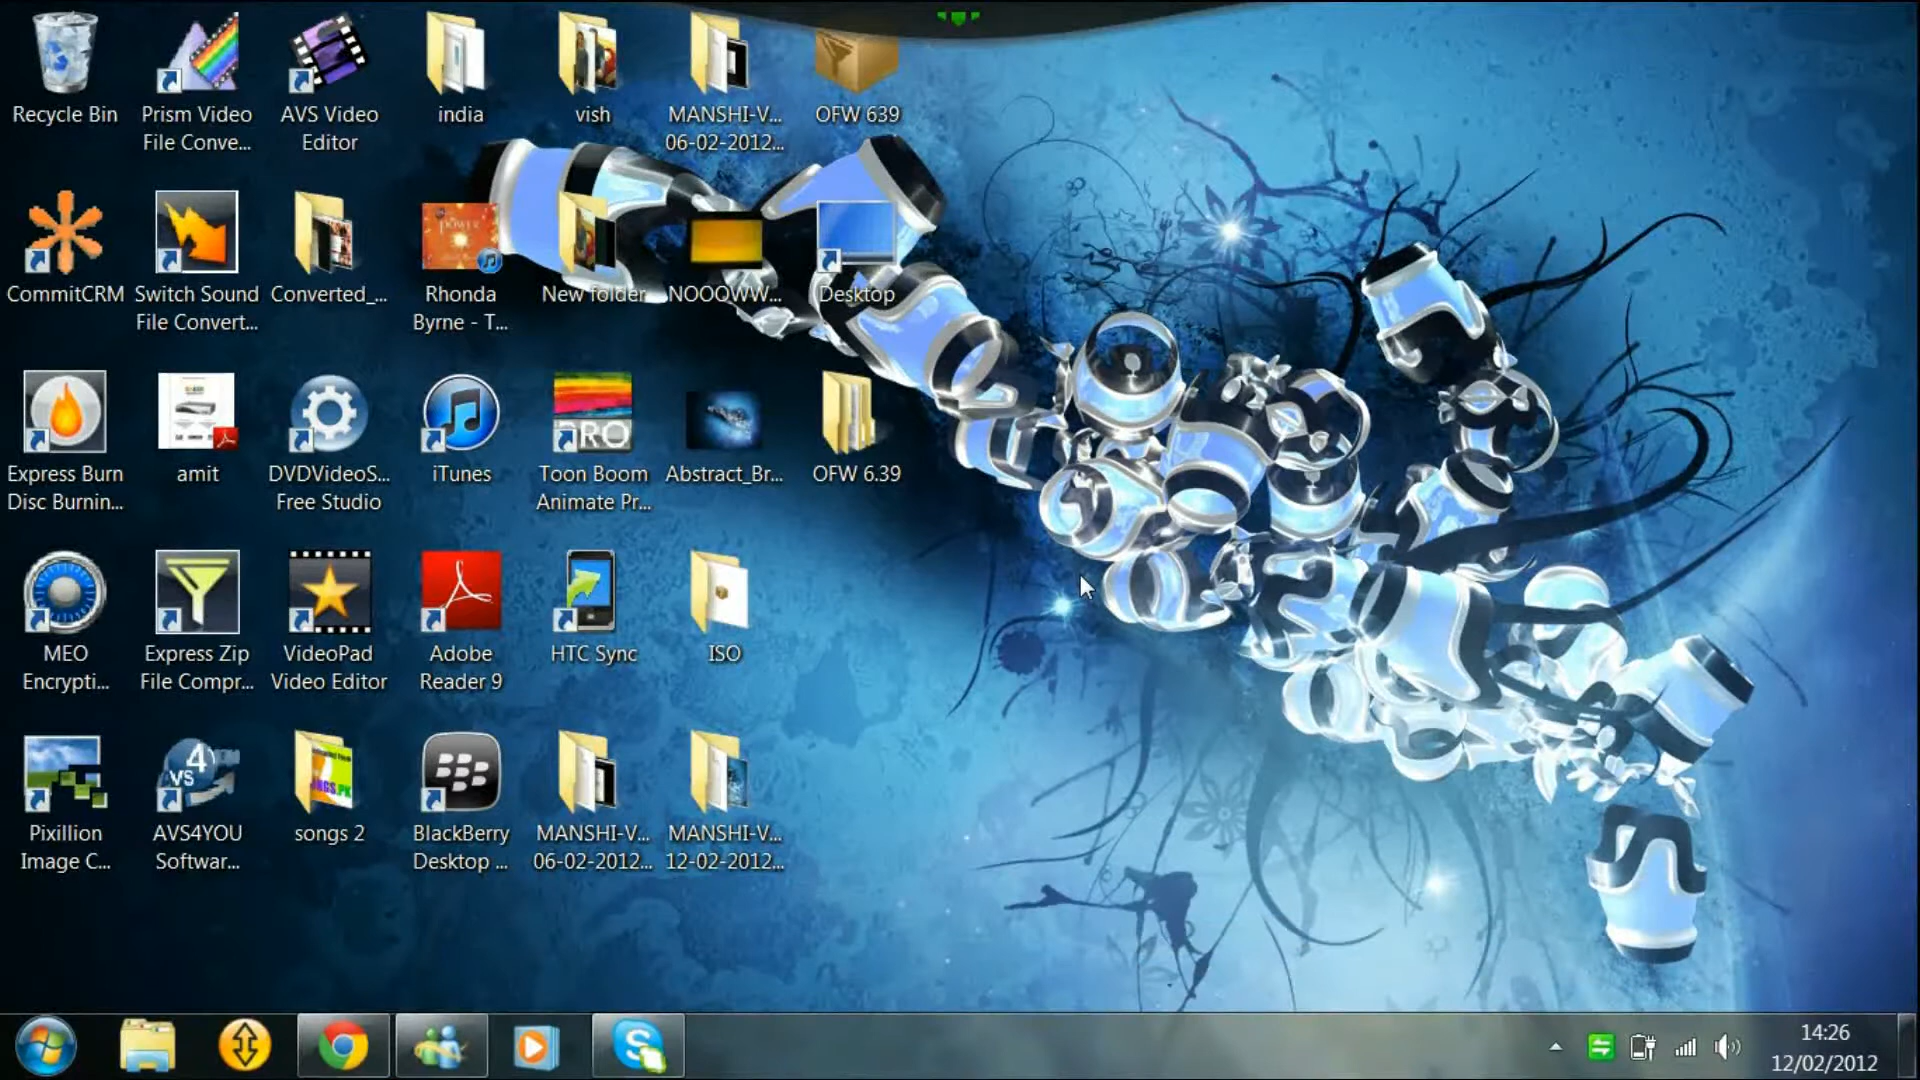 Recycle Bin
Prism Video
File Conve...
AVS Video
Editor
india
vish
MANSHI-V...
06-02-2012...
OFW 639
CommitCRM
Switch Sound
File Convert...
Converted_...
Rhonda
Byrne - T...
New folder
NOOOWW...
Desktop
Express Burn
Disc Burnin...
amit
DVDVideoS...
Free Studio
iTunes
PRO
Toon Boom
Animate Pr...
Abstract_Br...
OFW 6.39
MEO
Encrypti...
Express Zip
File Compr...
VideoPad
Video Editor
Adobe
Reader 9
HTC Sync
ISO
Pixillion
Image C...
AVS4YOU
Softwar...
songs 2
BlackBerry
Desktop ...
MANSHI-V...
06-02-2012...
MANSHI-V...
12-02-2012...
14:26
12/02/2012